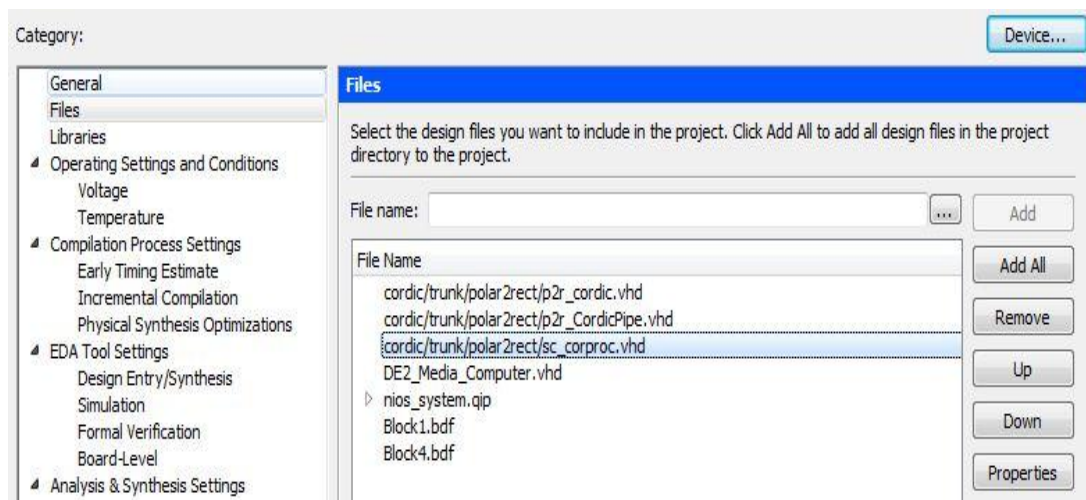 Category:
Device...
General
Files
Libraries
Operating Settings and Conditions
Voltage
Temperature
Compilation Process Settings
Early Timing Estimate
Incremental Compilation
Physical Synthesis Optimizations
EDA Tool Settings
Design Entry/Synthesis
Simulation
Formal Verification
Board-Level
Analysis & Synthesis Settings
Files
Select the design files you want to include in the project. Click Add All to add all design files in the project
directory to the project.
File name:
...
Add
File Name
cordic/trunk/polar2rect/p2r_cordic.vhd
cordic/trunk/polar2rect/p2r_CordicPipe.vhd
cordic/trunk/polar2rect/sc_corproc.vhd
DE2_Media_Computer.vhd
nios_system.qip
Block1.bdf
Block4.bdf
Add All
Remove
Up
Down
Properties